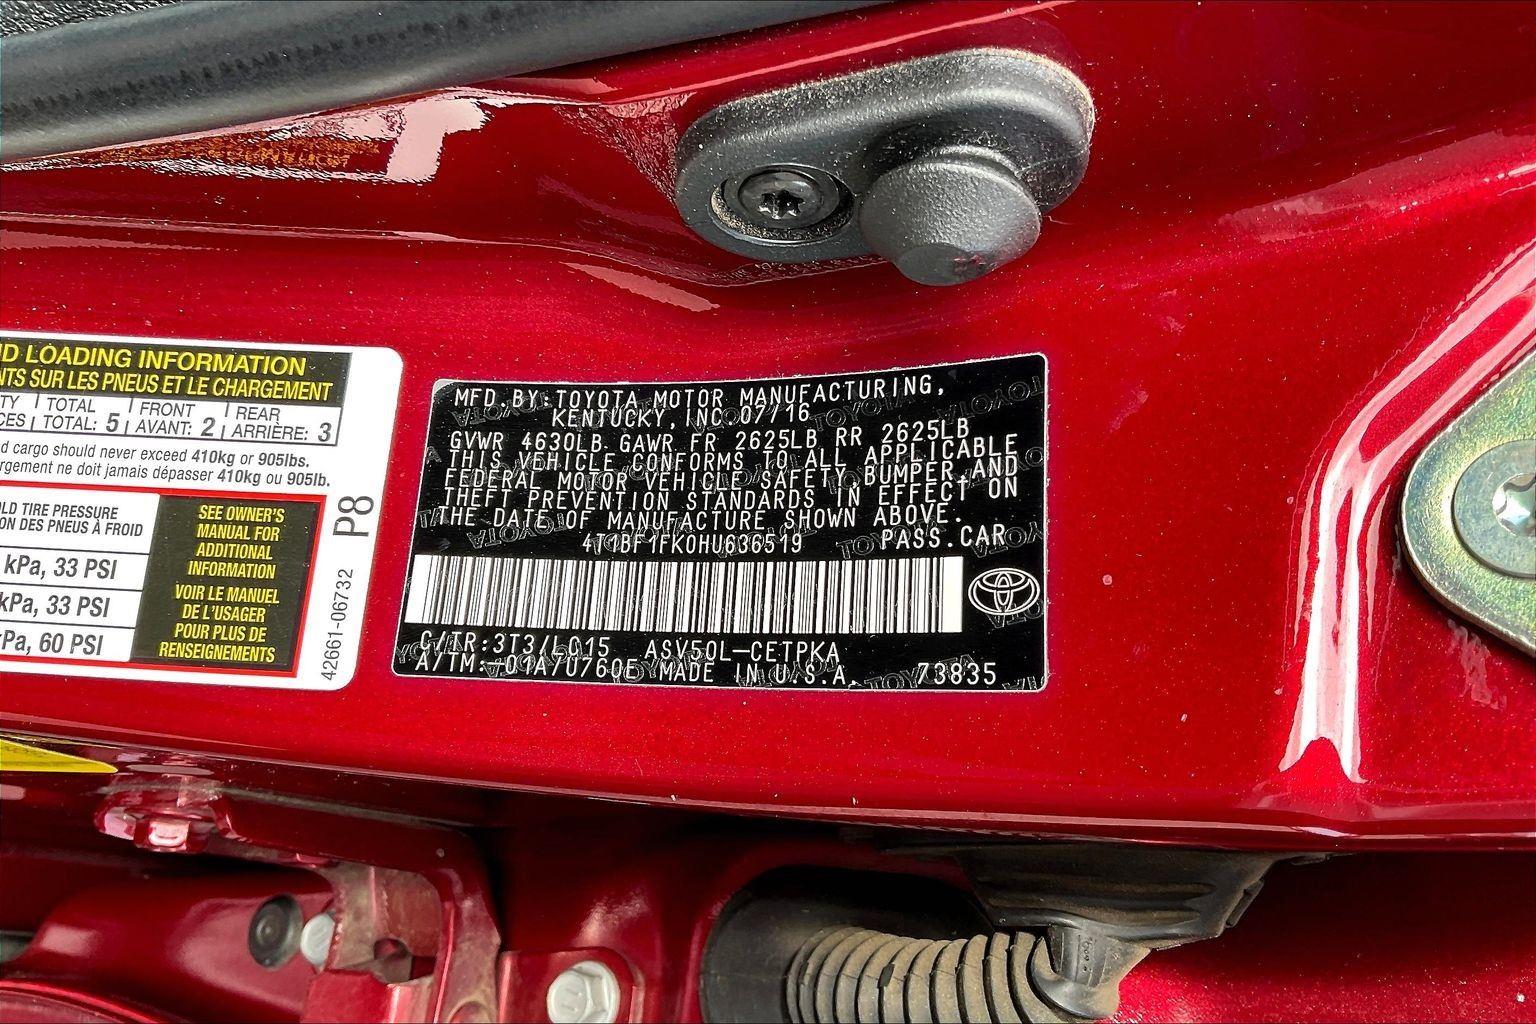 D LOADING INFORMATION
NTS SUR LES PNEUS ET LE CHARGEMENT
TY TOTAL FRONT REAR
CES TOTAL: 5 AVANT: 2 ARRIÈRE: 3
d cargo should never exceed 410kg or 905lbs.
rgement ne doit jamais dépasser 410kg ou 905lb.
LD TIRE PRESSURE
ON DES PNEUS À FROID
kPa, 33 PSI
kPa, 33 PSI
kPa, 60 PSI
SEE OWNER'S
MANUAL FOR
ADDITIONAL
INFORMATION
VOIR LE MANUEL
DE L'USAGER
POUR PLUS DE
RENSEIGNEMENTS
P8
42661-06732
MFD. BY: TOYOTA MOTOR MANUFACTURING,
KENTUCKY, INC 07/16
GVWR 4630LB GAWR FR 2625LB RR 2625LB
THIS VEHICLE CONFORMS TO ALL APPLICABLE
FEDERAL MOTOR VEHICLE SAFETY, BUMPER, AND
THEFT PREVENTION STANDARDS IN EFFECT ON
THE DATE OF MANUFACTURE SHOWN ABOVE.
4T1BF1FK0HU636519 PASS.CAR
C/TR:3T3/LG15 ASV50L-CETPKA
A/TM:-01A/U760E MADE IN U.S.A. 73835